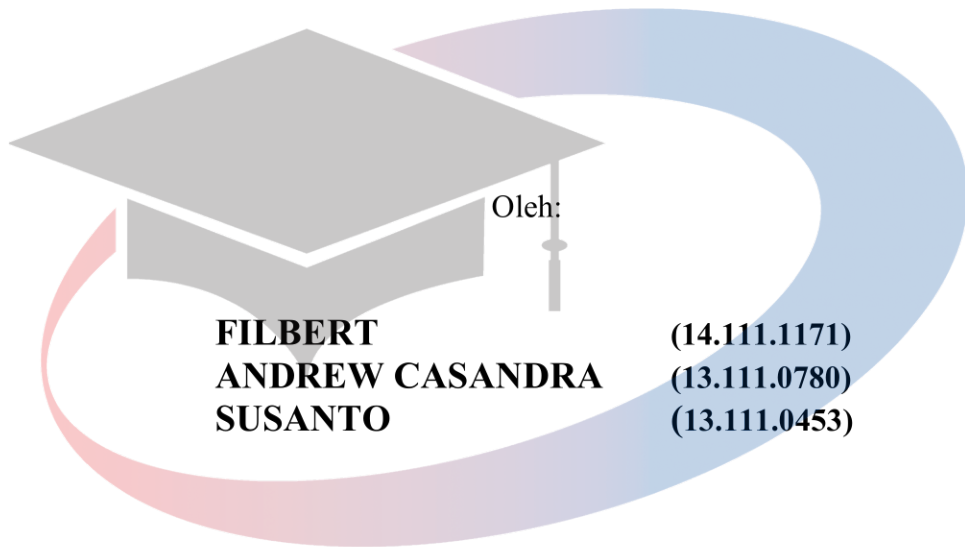 Oleh:
FILBERT (14.111.1171)
ANDREW CASANDRA (13.111.0780)
SUSANTO (13.111.0453)